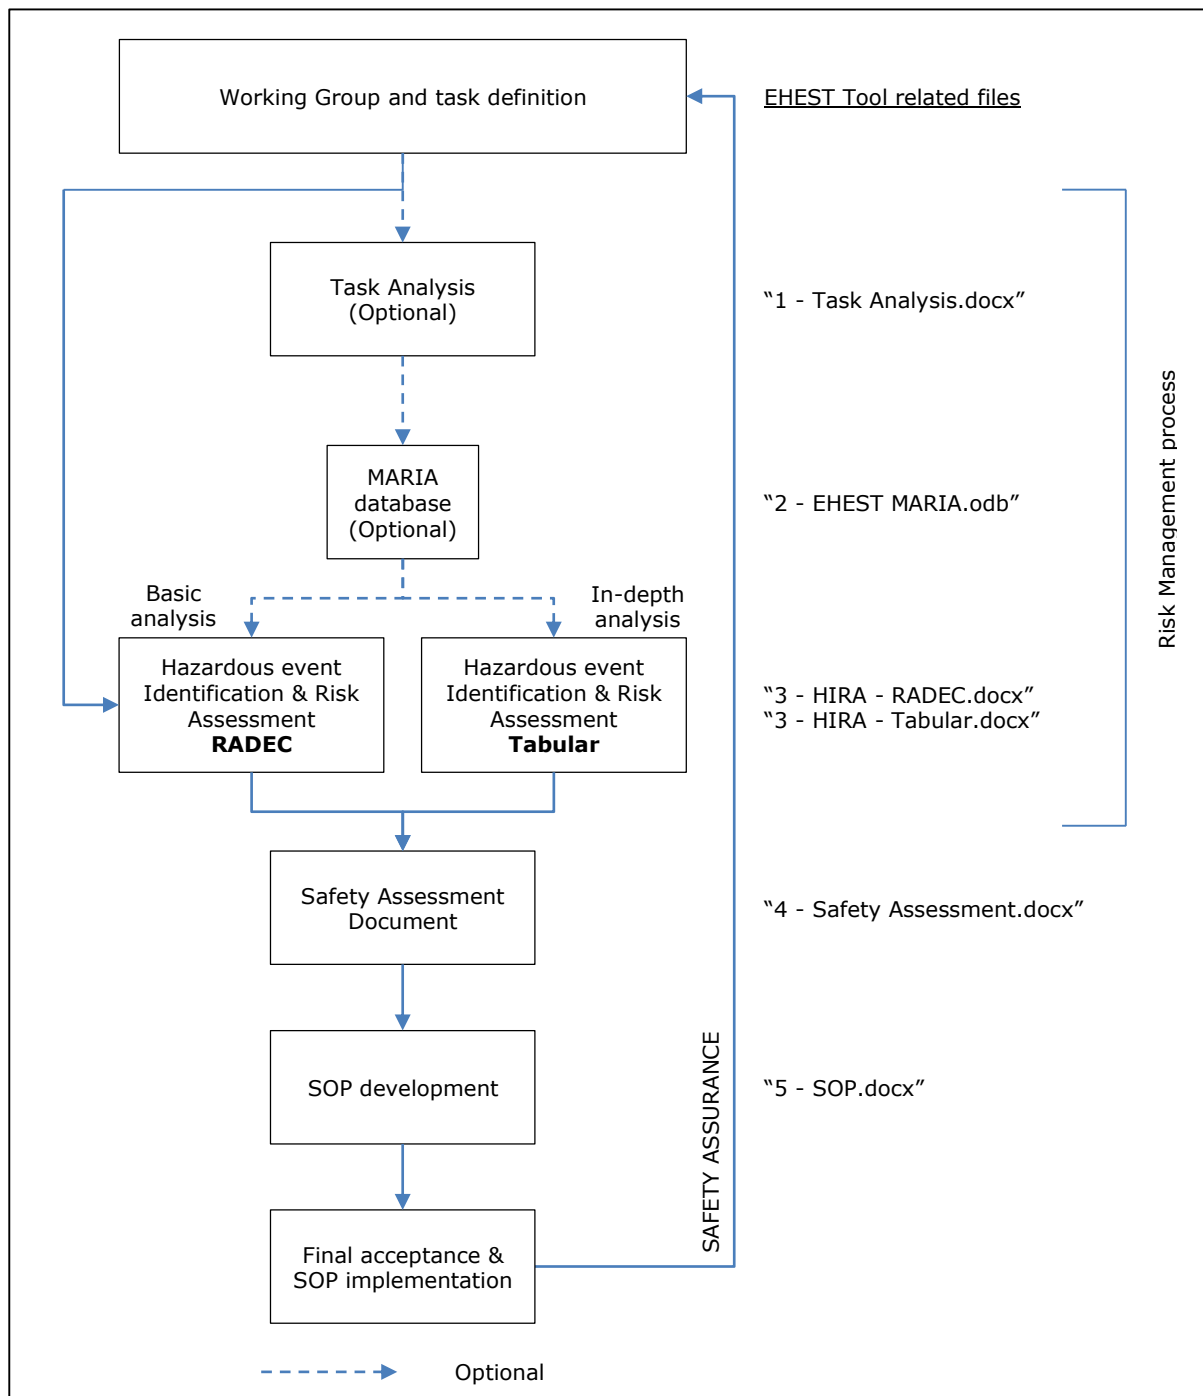 Working Group and task definition
EHEST Tool related files
Task Analysis
(Optional)
“1 - Task Analysis.docx”
MARIA
database
(Optional)
“2 - EHEST MARIA.odb”
Risk Management process
Basic
analysis
In-depth
analysis
Hazardous event
Identification & Risk
Assessment
RADEC
Hazardous event
Identification & Risk
Assessment
Tabular
“3 - HIRA - RADEC.docx”
“3 - HIRA - Tabular.docx”
Safety Assessment
Document
“4 - Safety Assessment.docx”
SOP development
“5 - SOP.docx”
SAFETY ASSURANCE
Final acceptance &
SOP implementation
Optional